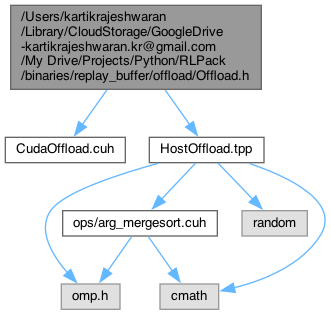 /Users/kartikrajeshwaran
/Library/CloudStorage/GoogleDrive
-kartikrajeshwaran.kr@gmail.com
/My Drive/Projects/Python/RLPack
/binaries/replay_buffer/offload/Offload.h
CudaOffload.cuh
HostOffload.tpp
ops/arg_mergesort.cuh
random
omp.h
cmath